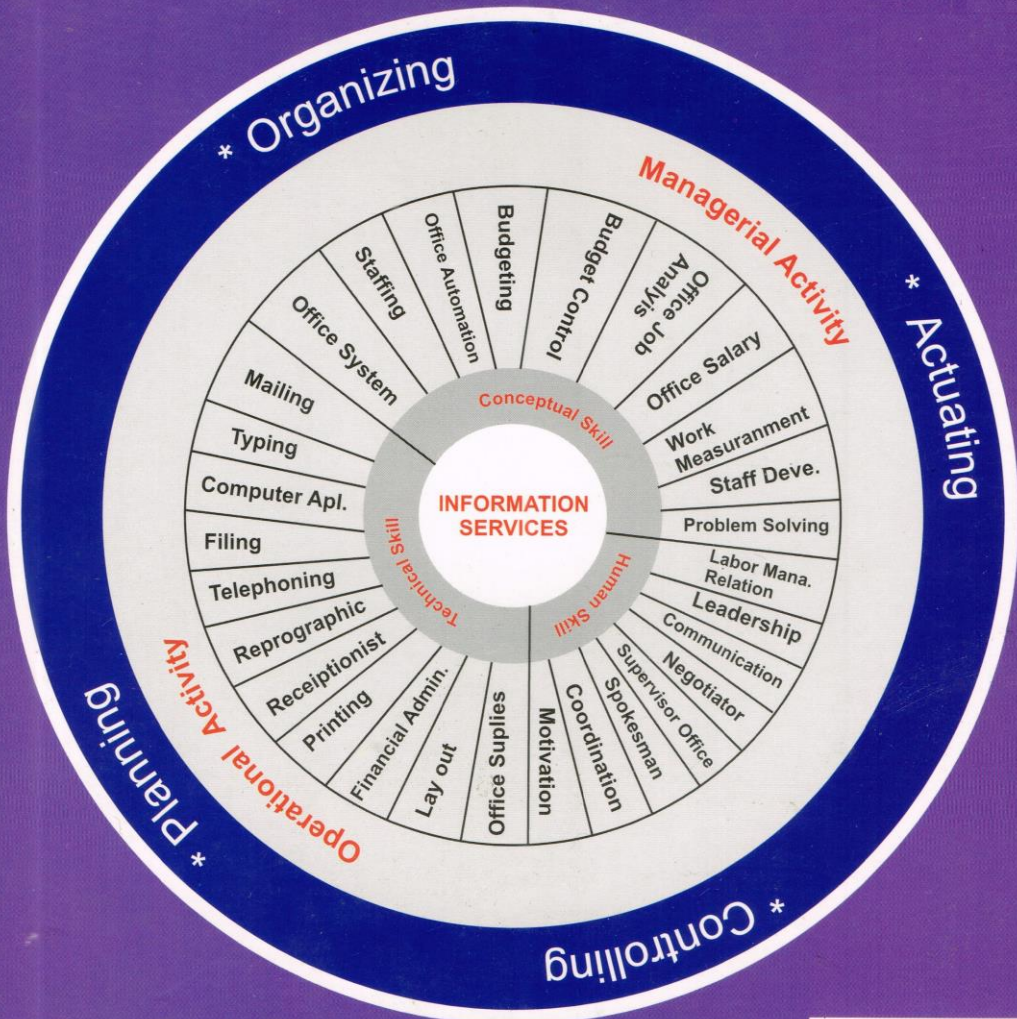 * Organizing
* Actuating
* Controlling
* Planning
Managerial Activity
Operational Activity
Conceptual Skill
Human Skill
Technical Skill
INFORMATION
SERVICES
Office System
Staffing
Office Automation
Budgeting
Budget Control
Office Job
Analyis
Office Salary
Work
Measuranment
Staff Deve.
Problem Solving
Labor Mana.
Relation
Leadership
Communication
Negotiator
Supervisor Office
Spokesman
Coordination
Motivation
Office Suplies
Lay out
Financial Admin.
Printing
Receiptionist
Reprographic
Telephoning
Filing
Computer Apl.
Typing
Mailing